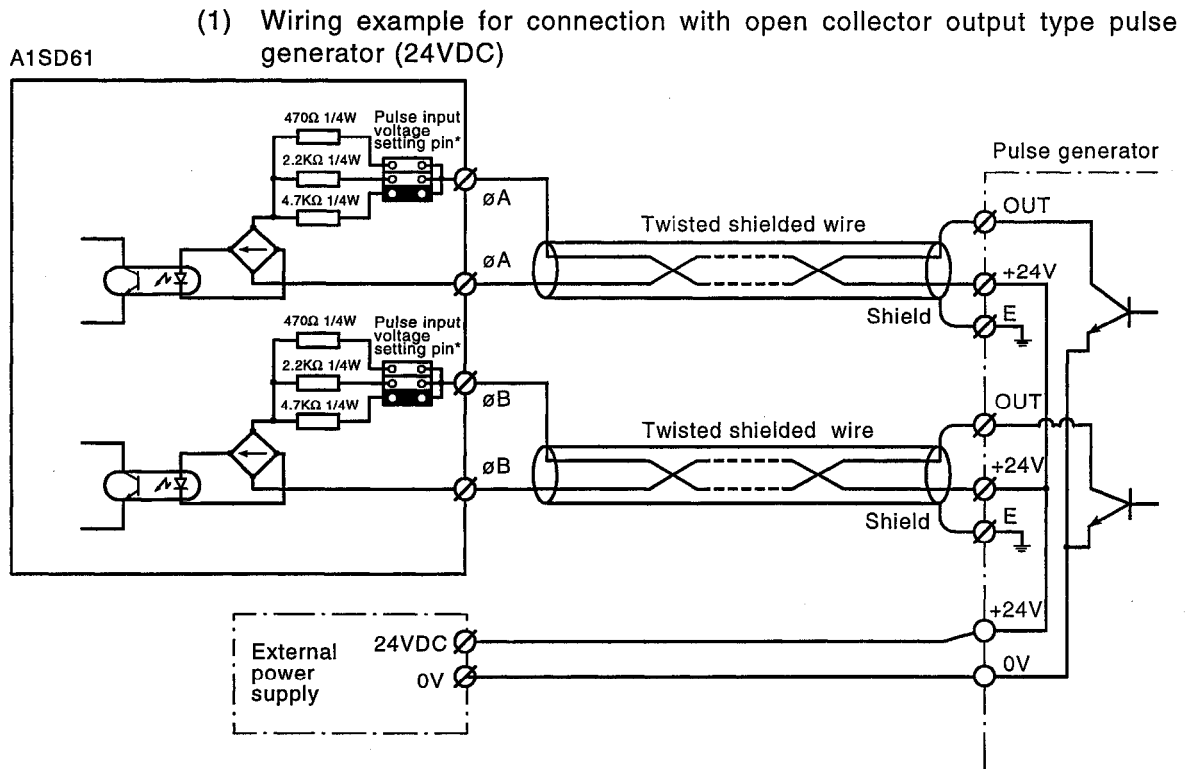 (1) Wiring example for connection with open collector output type pulse
generator (24VDC)
A1SD61
470Ω 1/4W
2.2KΩ 1/4W
4.7KΩ 1/4W
Pulse input
voltage
setting pin*
øA
øA
Twisted shielded wire
Shield
Pulse generator
OUT
+24V
E
470Ω 1/4W
2.2KΩ 1/4W
4.7KΩ 1/4W
Pulse input
voltage
setting pin*
øB
øB
Twisted shielded wire
Shield
OUT
+24V
E
External
power
supply
24VDC
0V
+24V
0V